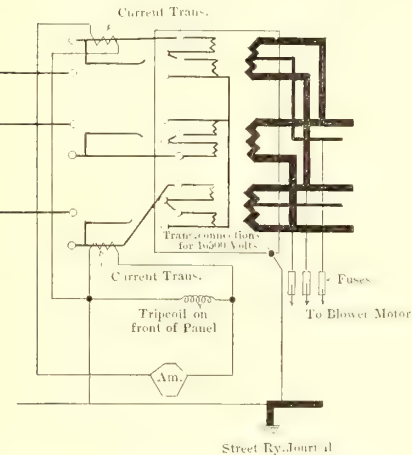 Current Trans.
Trans. connections
for 16500 Volts
Current Trans.
Fuses
Tripcoil on
front of Panel
To Blower Motor
Am.
Street Ry. Journal